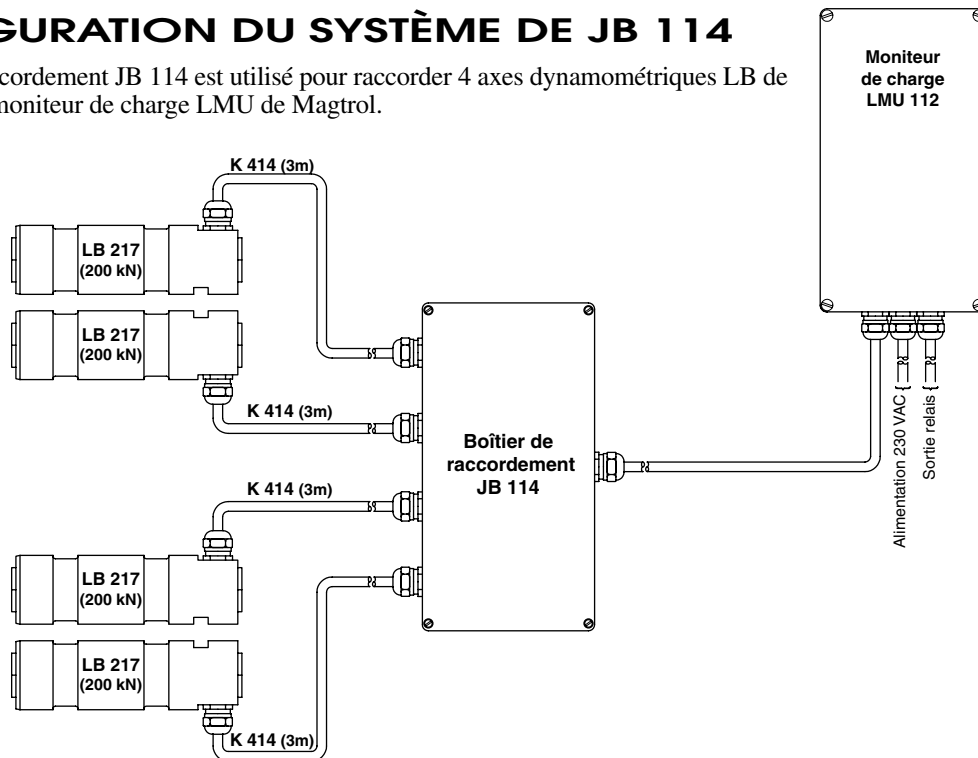 GURATION DU SYSTÈME DE JB 114
cordement JB 114 est utilisé pour raccorder 4 axes dynamométriques LB de
moniteur de charge LMU de Magtrol.
Moniteur
de charge
LMU 112
K 414 (3m)
LB 217
(200 kN)
LB 217
(200 kN)
K 414 (3m)
Boîtier de
raccordement
JB 114
K 414 (3m)
LB 217
(200 kN)
LB 217
(200 kN)
K 414 (3m)
Alimentation 230 VAC
Sortie relais